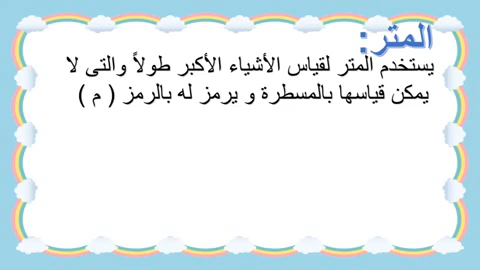 المتر:
يستخدم المتر لقياس الأشياء الأكبر طولاً والتى لا
يمكن قياسها بالمسطرة و يرمز له بالرمز ( م )